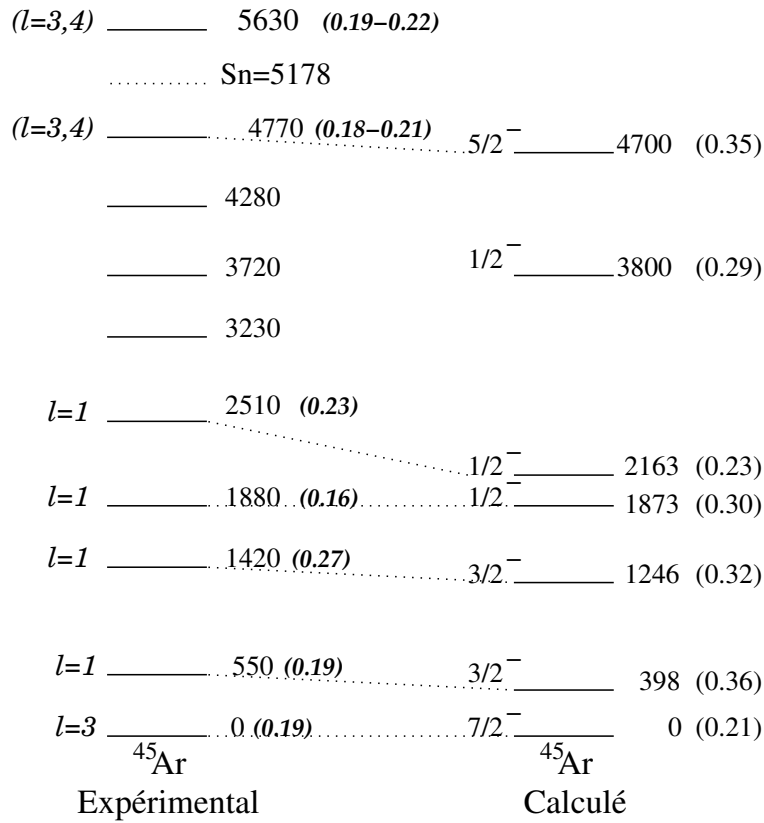 (l=3,4) 5630 (0.19–0.22)
Sn=5178
(l=3,4) 4770 (0.18–0.21) 5/2⁻ 4700 (0.35)
4280
3720 1/2⁻ 3800 (0.29)
3230
l=1 2510 (0.23)
1/2⁻ 2163 (0.23)
l=1 1880 (0.16) 1/2⁻ 1873 (0.30)
l=1 1420 (0.27) 3/2⁻ 1246 (0.32)
l=1 550 (0.19) 3/2⁻ 398 (0.36)
l=3 0 (0.19) 7/2⁻ 0 (0.21)
⁴⁵Ar ⁴⁵Ar
Expérimental Calculé